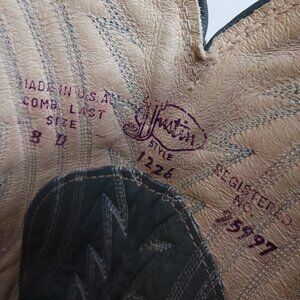 MADE IN U.S.A
COMB LAST
SIZE
8 D
Justin
STYLE
1226
REGISTERED
NO.
25997